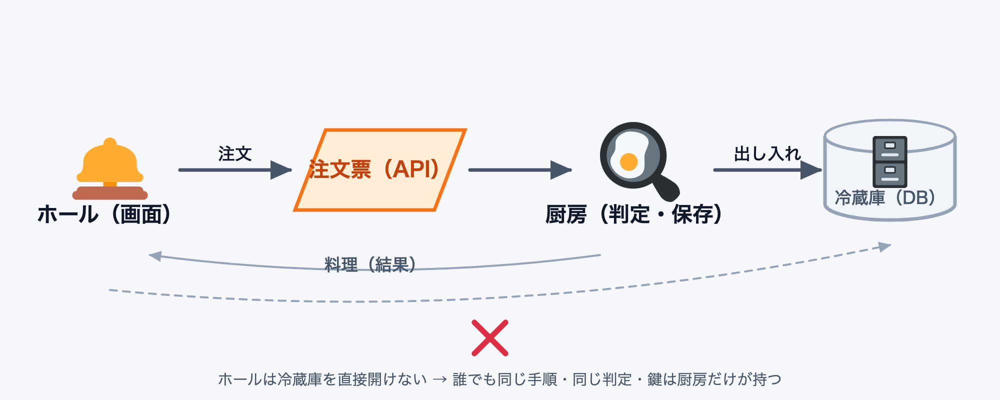 注文
注文票（API）
出し入れ
冷蔵庫（DB）
ホール（画面）
厨房（判定・保存）
料理（結果）
ホールは冷蔵庫を直接開けない → 誰でも同じ手順・同じ判定・鍵は厨房だけが持つ